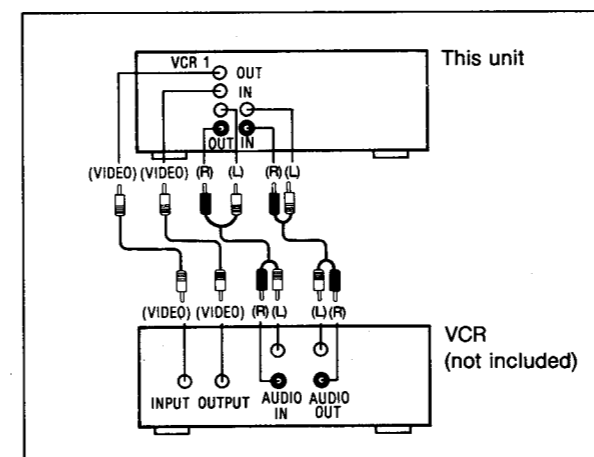 This unit
VCR 1
OUT
IN
OUT IN
(VIDEO) (VIDEO) (R) (L) (R) (L)
(VIDEO) (VIDEO) (R) (L) (L) (R)
VCR
(not included)
INPUT OUTPUT AUDIO IN AUDIO OUT